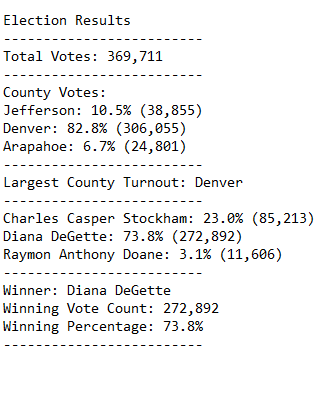 Election Results
-------------------------
Total Votes: 369,711
-------------------------
County Votes:
Jefferson: 10.5% (38,855)
Denver: 82.8% (306,055)
Arapahoe: 6.7% (24,801)
-------------------------
Largest County Turnout: Denver
-------------------------
Charles Casper Stockham: 23.0% (85,213)
Diana DeGette: 73.8% (272,892)
Raymon Anthony Doane: 3.1% (11,606)
-------------------------
Winner: Diana DeGette
Winning Vote Count: 272,892
Winning Percentage: 73.8%
-------------------------